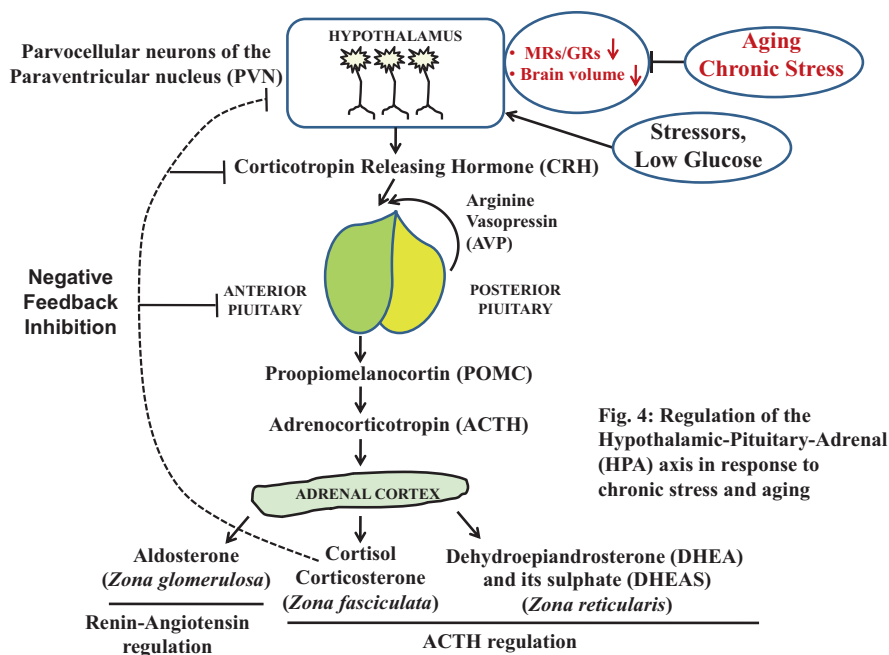 HYPOTHALAMUS
Parvocellular neurons of the
Paraventricular nucleus (PVN)
• MRs/GRs ↓
• Brain volume ↓
Aging
Chronic Stress
Stressors,
Low Glucose
Corticotropin Releasing Hormone (CRH)
Arginine
Vasopressin
(AVP)
Negative
Feedback
Inhibition
ANTERIOR
PIUITARY
POSTERIOR
PIUITARY
Proopiomelanocortin (POMC)
Adrenocorticotropin (ACTH)
Fig. 4: Regulation of the
Hypothalamic-Pituitary-Adrenal
(HPA) axis in response to
chronic stress and aging
ADRENAL CORTEX
Aldosterone
(Zona glomerulosa)
Cortisol
Corticosterone
(Zona fasciculata)
Dehydroepiandrosterone (DHEA)
and its sulphate (DHEAS)
(Zona reticularis)
Renin-Angiotensin
regulation
ACTH regulation